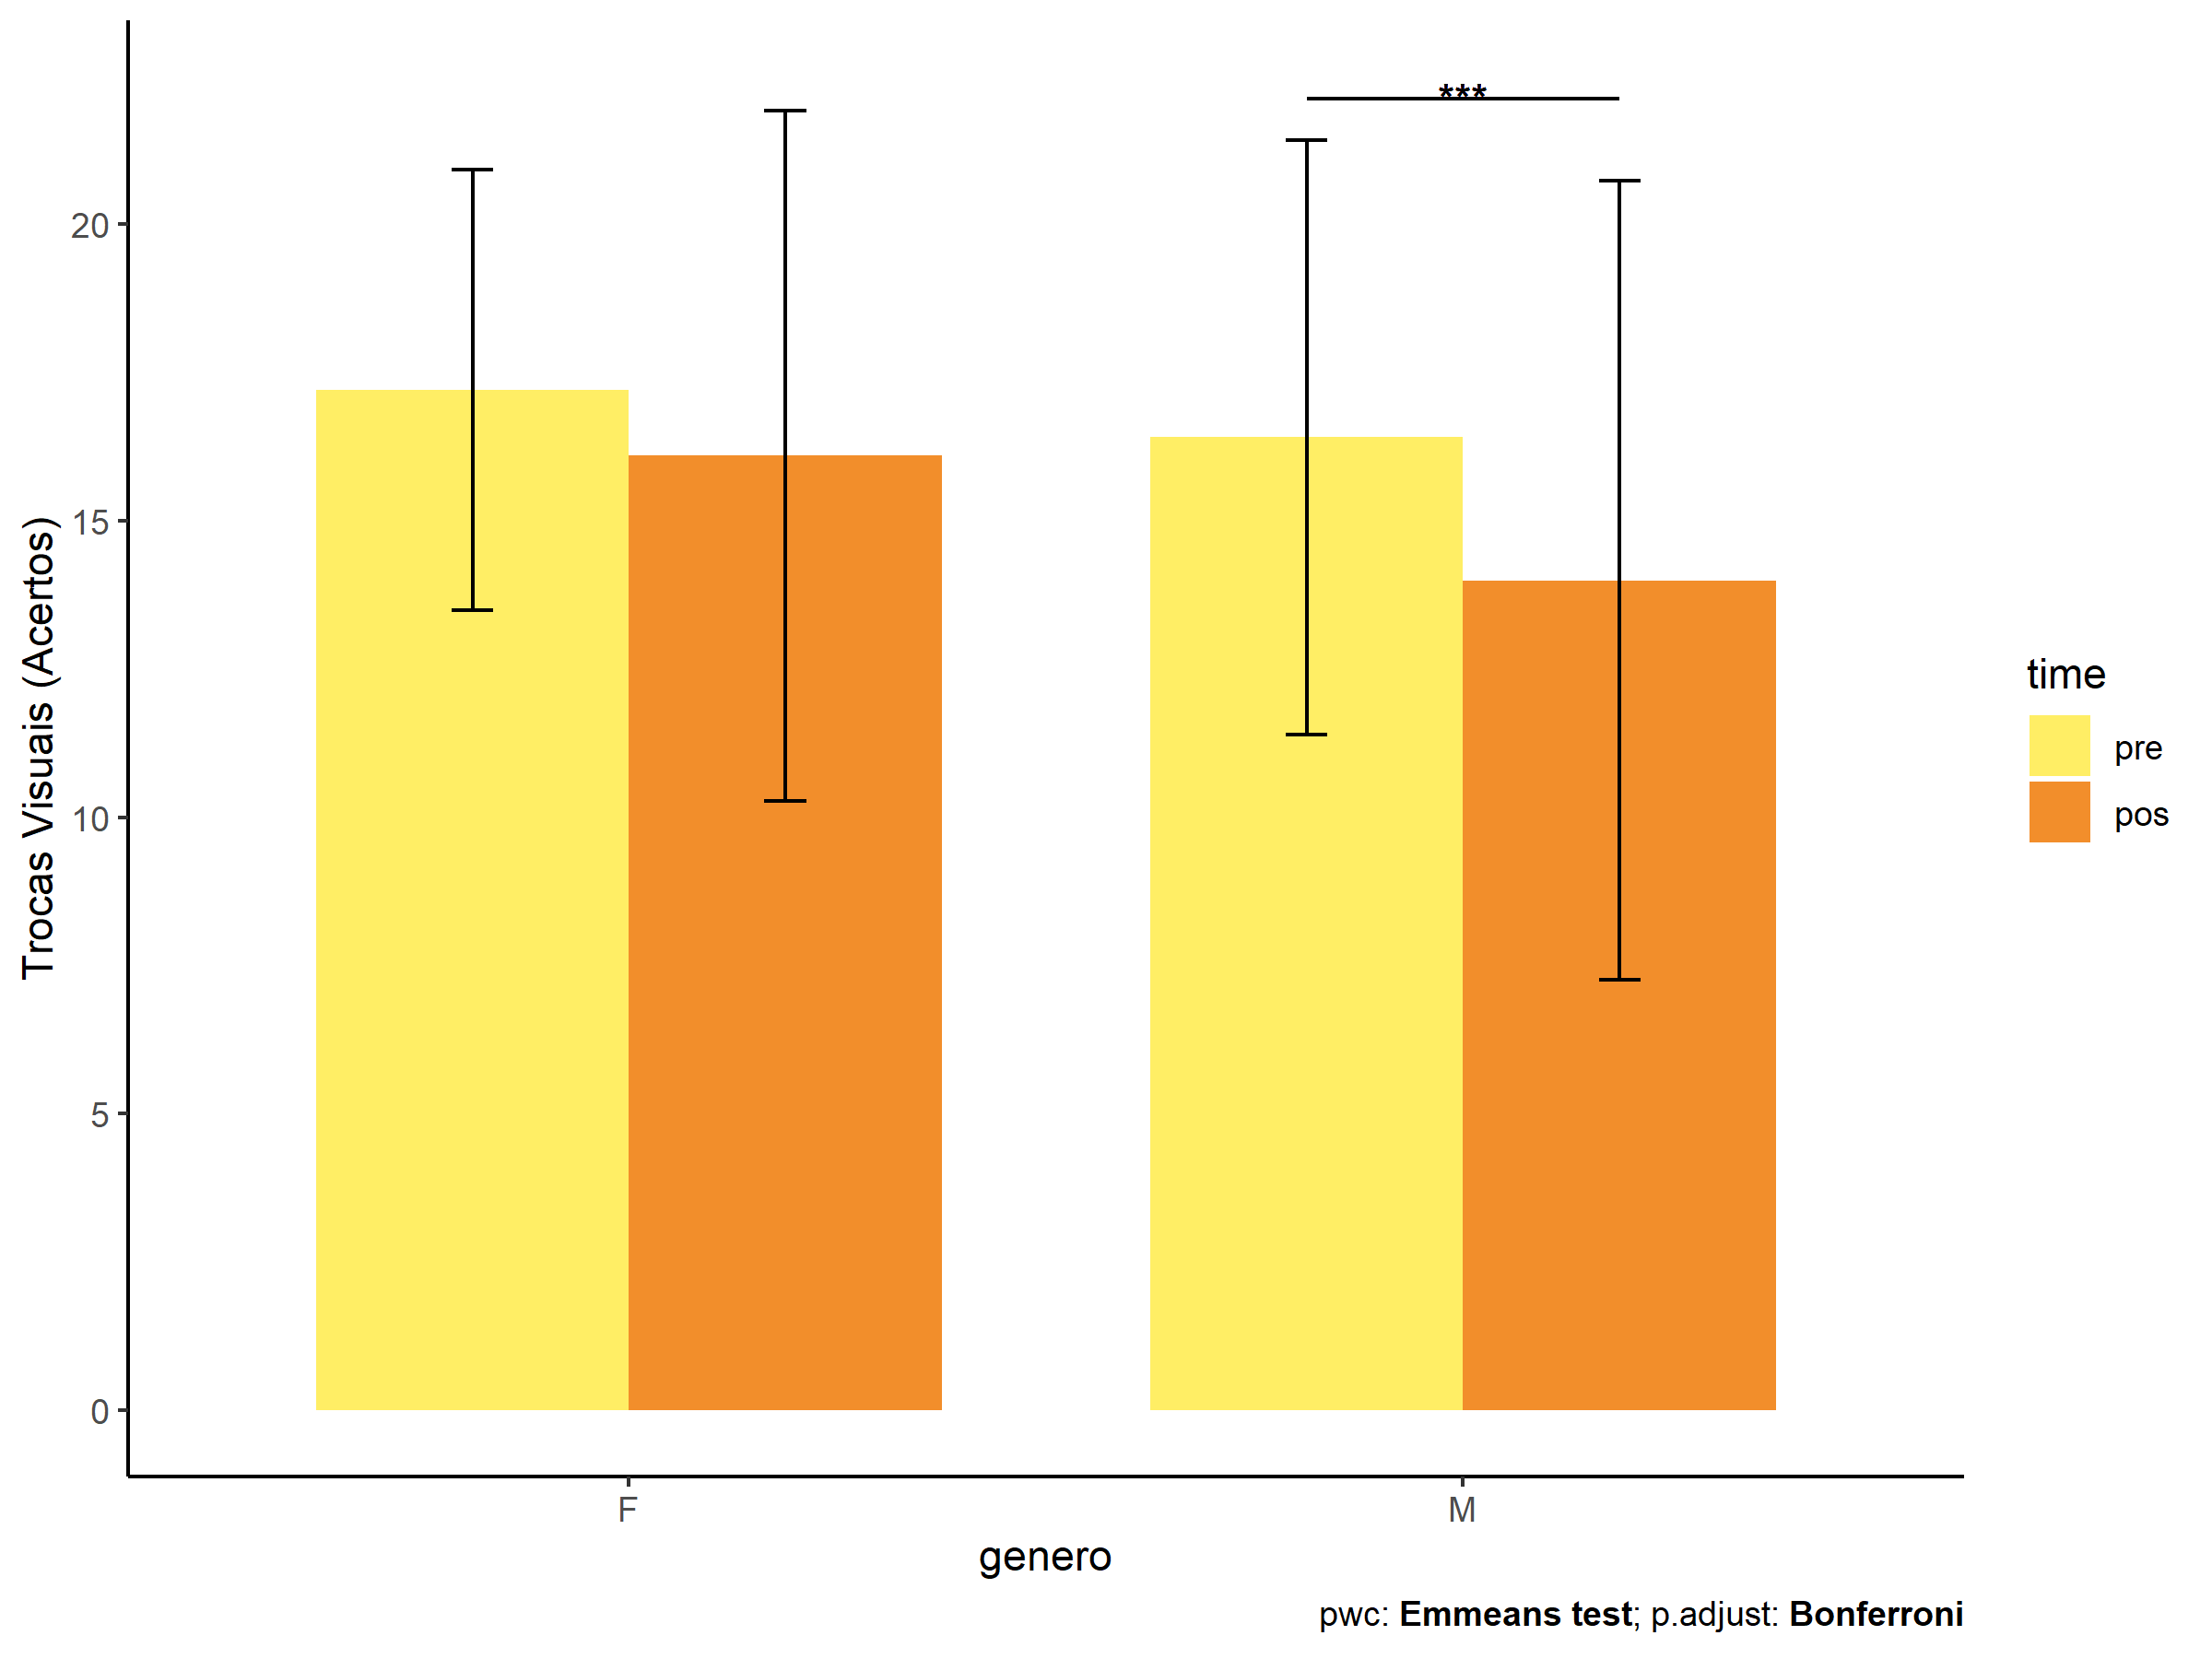 ***
20
15
10
5
0
Trocas Visuais (Acertos)
F
M
genero
time
pre
pos
pwc: Emmeans test; p.adjust: Bonferroni